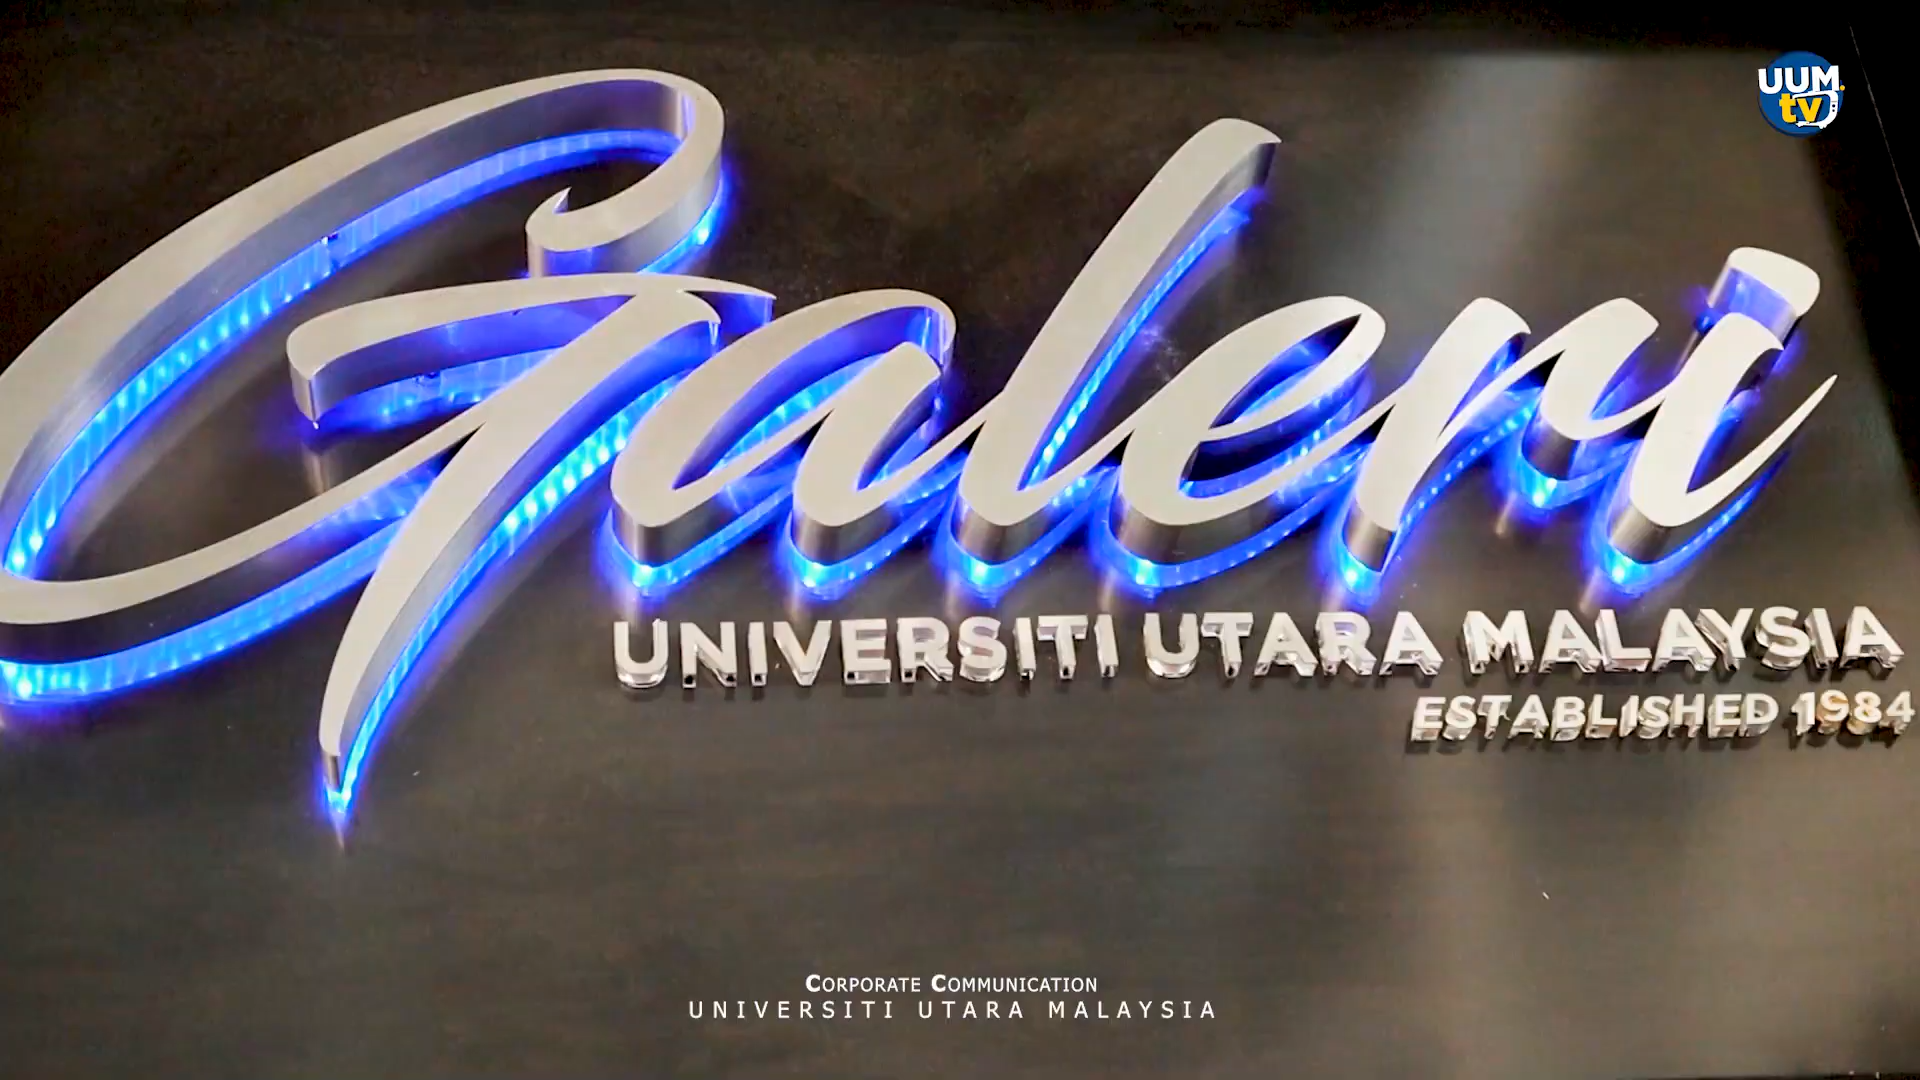 UUM
tv
Galeri
UNIVERSITI UTARA MALAYSIA
ESTABLISHED 1984
CORPORATE COMMUNICATION
UNIVERSITI UTARA MALAYSIA